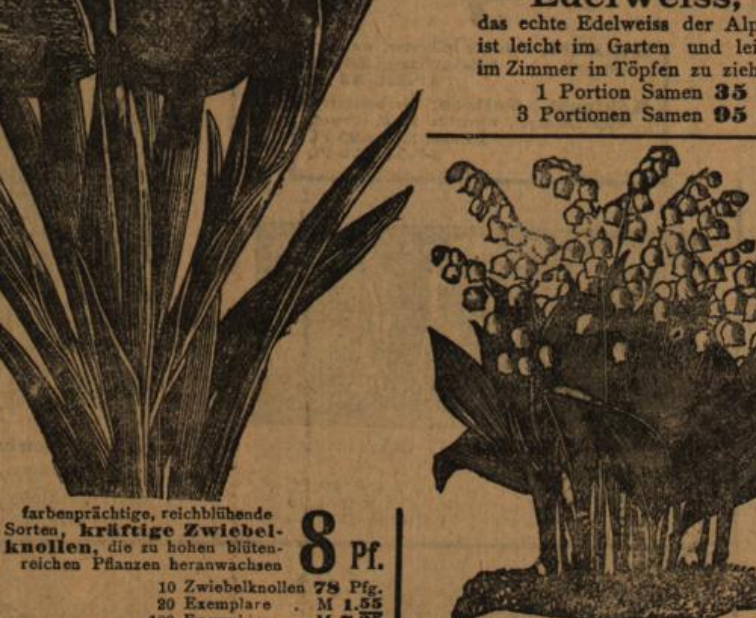 Edelweiss,
das echte Edelweiss der Alp
ist leicht im Garten und lei
im Zimmer in Töpfen zu zieh
1 Portion Samen 35
3 Portionen Samen 95
farbenprächtige, reichblühende
Sorten, kräftige Zwiebel-
knollen, die zu hohen blüten-
reichen Pflanzen heranwachsen
8 Pf.
10 Zwiebelknollen 78 Pfg.
20 Exemplare . M 1.55